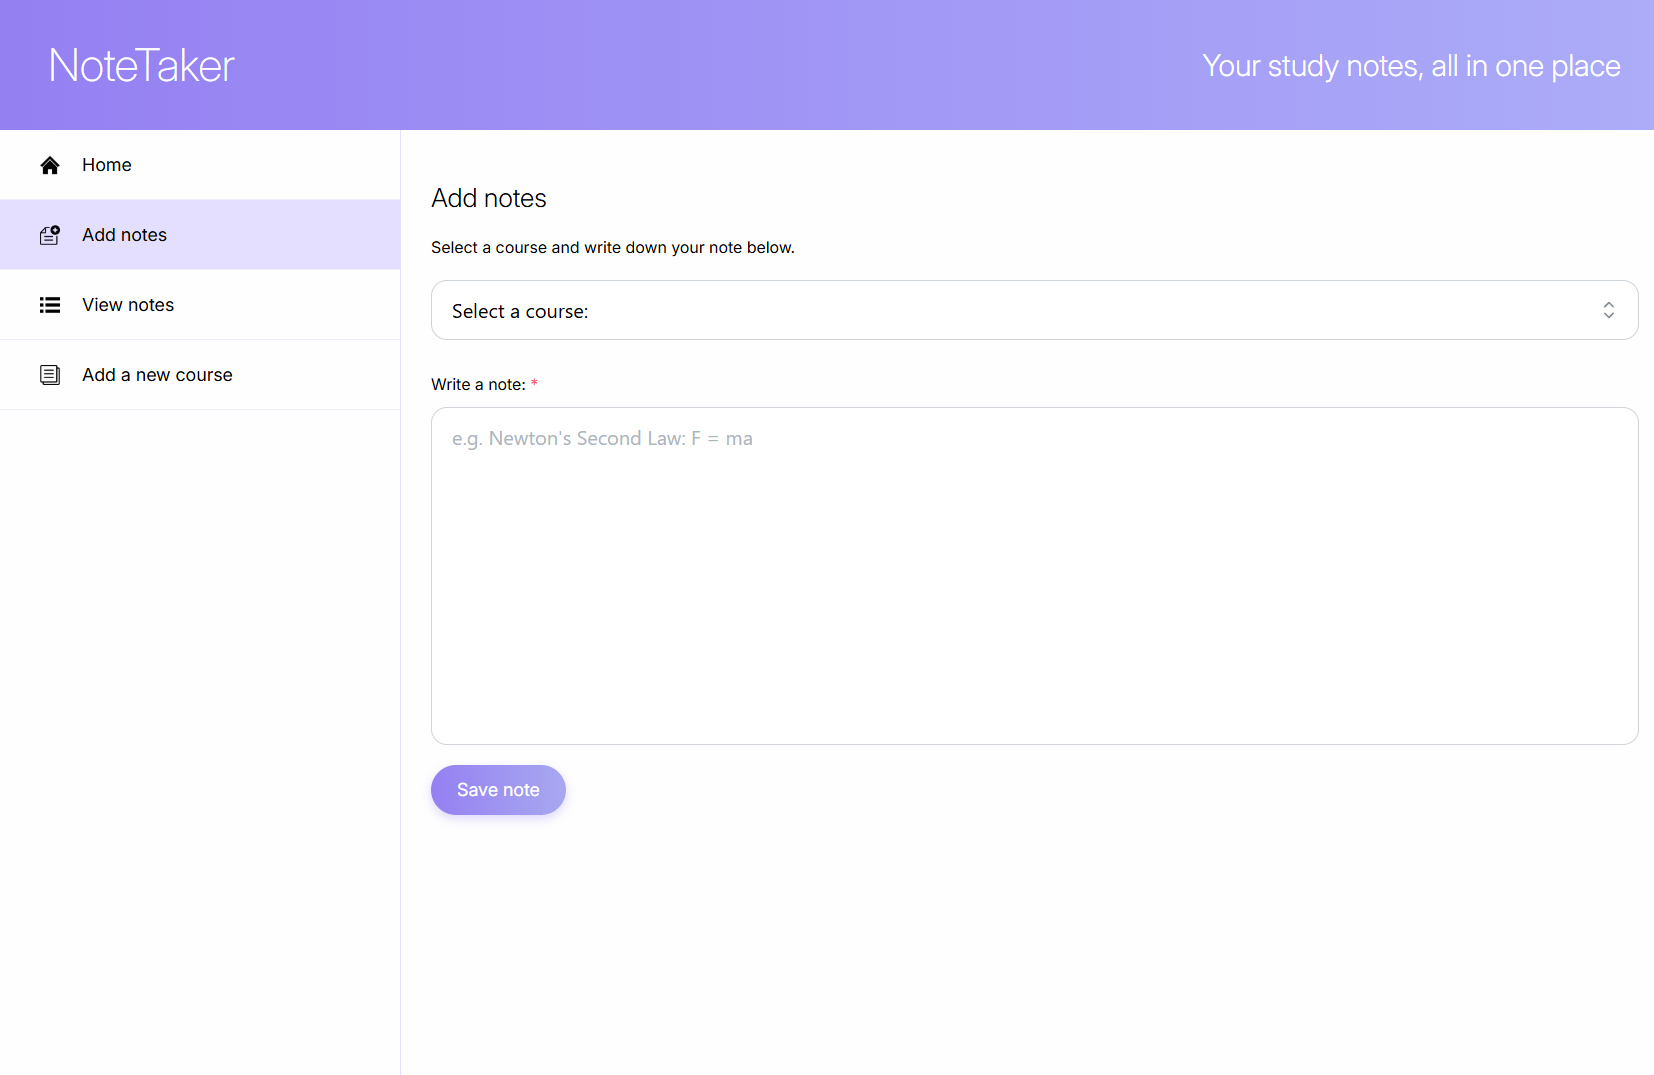 NoteTaker
Your study notes, all in one place
Home
Add notes
View notes
Add a new course
Add notes
Select a course and write down your note below.
Select a course:
Write a note: *
e.g. Newton's Second Law: F = ma
Save note